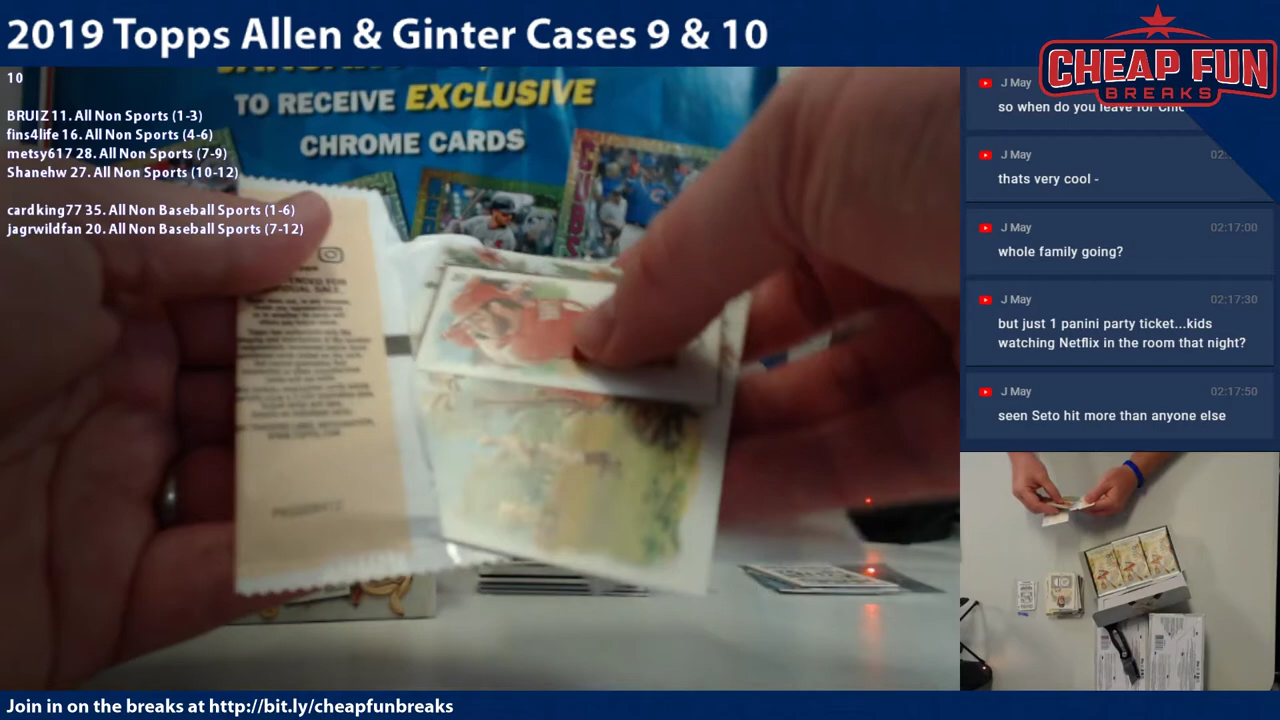 2019 Topps Allen & Ginter Cases 9 & 10
CHEAP FUN
BREAKS
10
BRUIZ 11. All Non Sports (1-3)
fins4life 16. All Non Sports (4-6)
metsy617 28. All Non Sports (7-9)
Shanehw 27. All Non Sports (10-12)
cardking77 35. All Non Baseball Sports (1-6)
jagrwildfan 20. All Non Baseball Sports (7-12)
TO RECEIVE EXCLUSIVE
CHROME CARDS
CUBS
J May
so when do you leave for
J May
thats very cool -
J May 02:17:00
whole family going?
J May 02:17:30
but just 1 panini party ticket...kids
watching Netflix in the room that night?
J May 02:17:50
seen Seto hit more than anyone else
Join in on the breaks at http://bit.ly/cheapfunbreaks